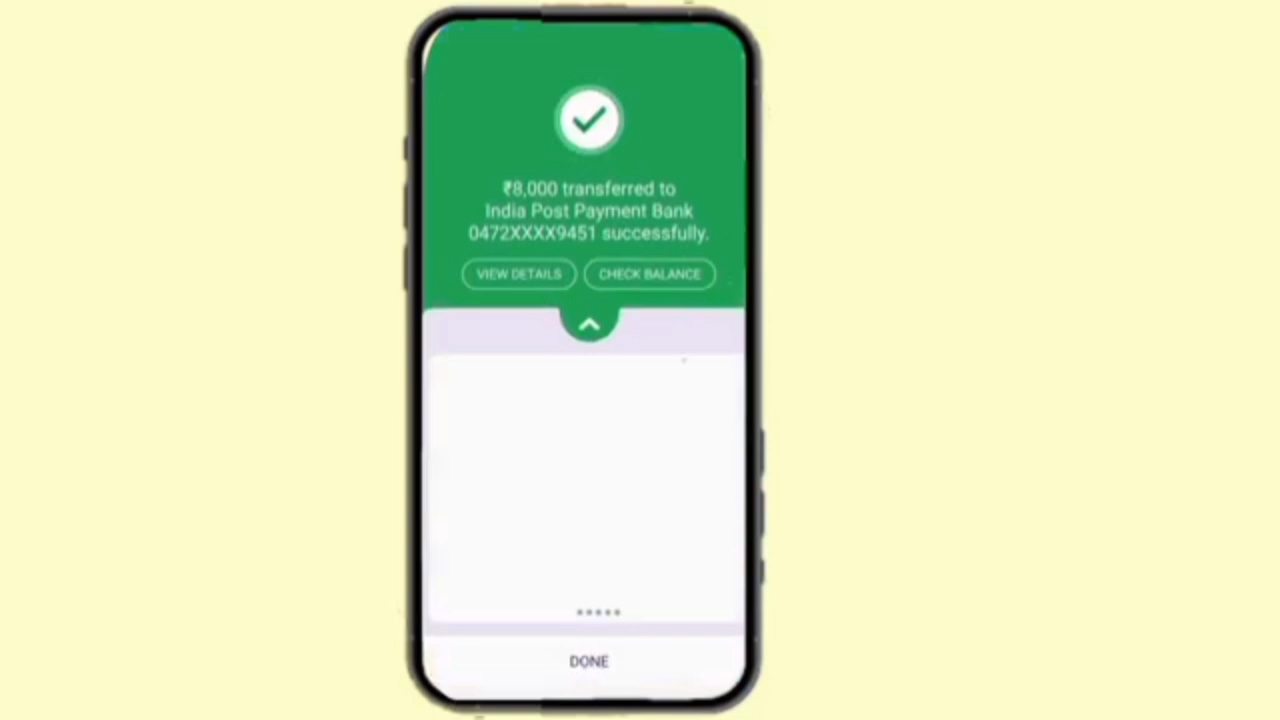 ₹8,000 transferred to
India Post Payment Bank
0472XXXX9451 successfully.
VIEW DETAILS
CHECK BALANCE
DONE